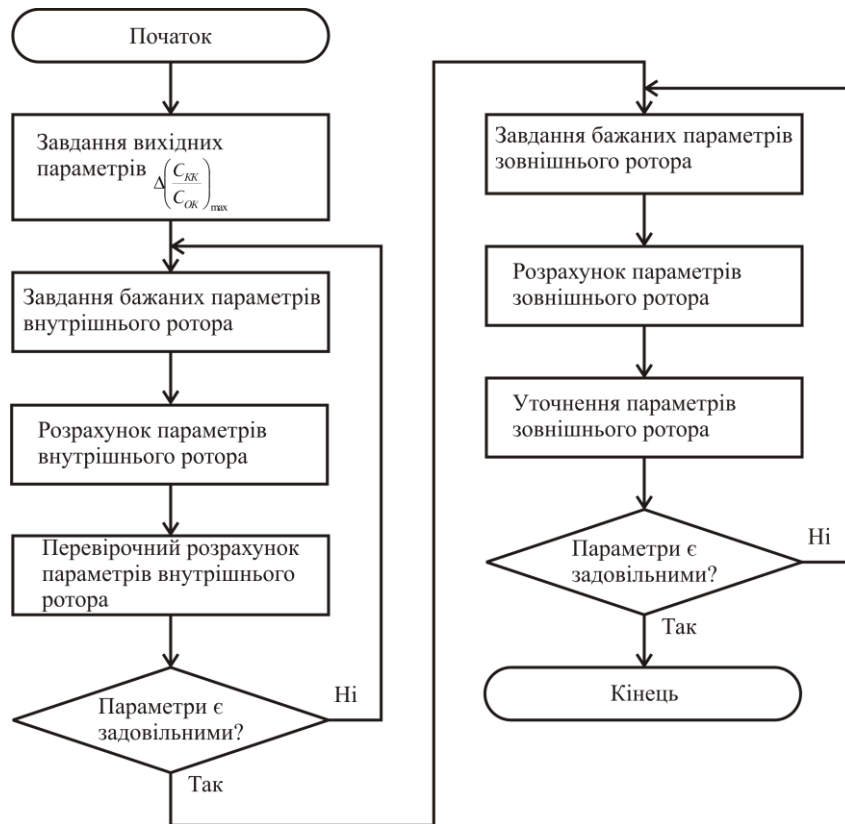 Початок
Завдання вихідних
параметрів Δ(C_КК/C_ОК)_max
Завдання бажаних параметрів
внутрішнього ротора
Розрахунок параметрів
внутрішнього ротора
Перевірочний розрахунок
параметрів внутрішнього
ротора
Параметри є
задовільними?
Ні
Так
Завдання бажаних параметрів
зовнішнього ротора
Розрахунок параметрів
зовнішнього ротора
Уточнення параметрів
зовнішнього ротора
Параметри є
задовільними?
Ні
Так
Кінець